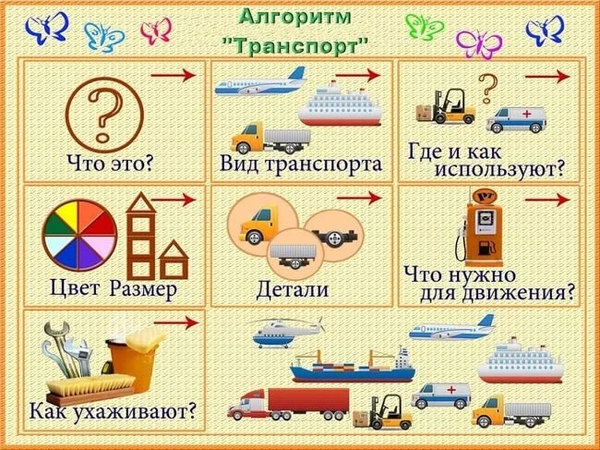 Алгоритм
"Транспорт"
Что это?
Вид транспорта
Где и как
используют?
Цвет Размер
Детали
Что нужно
для движения?
Как ухаживают?